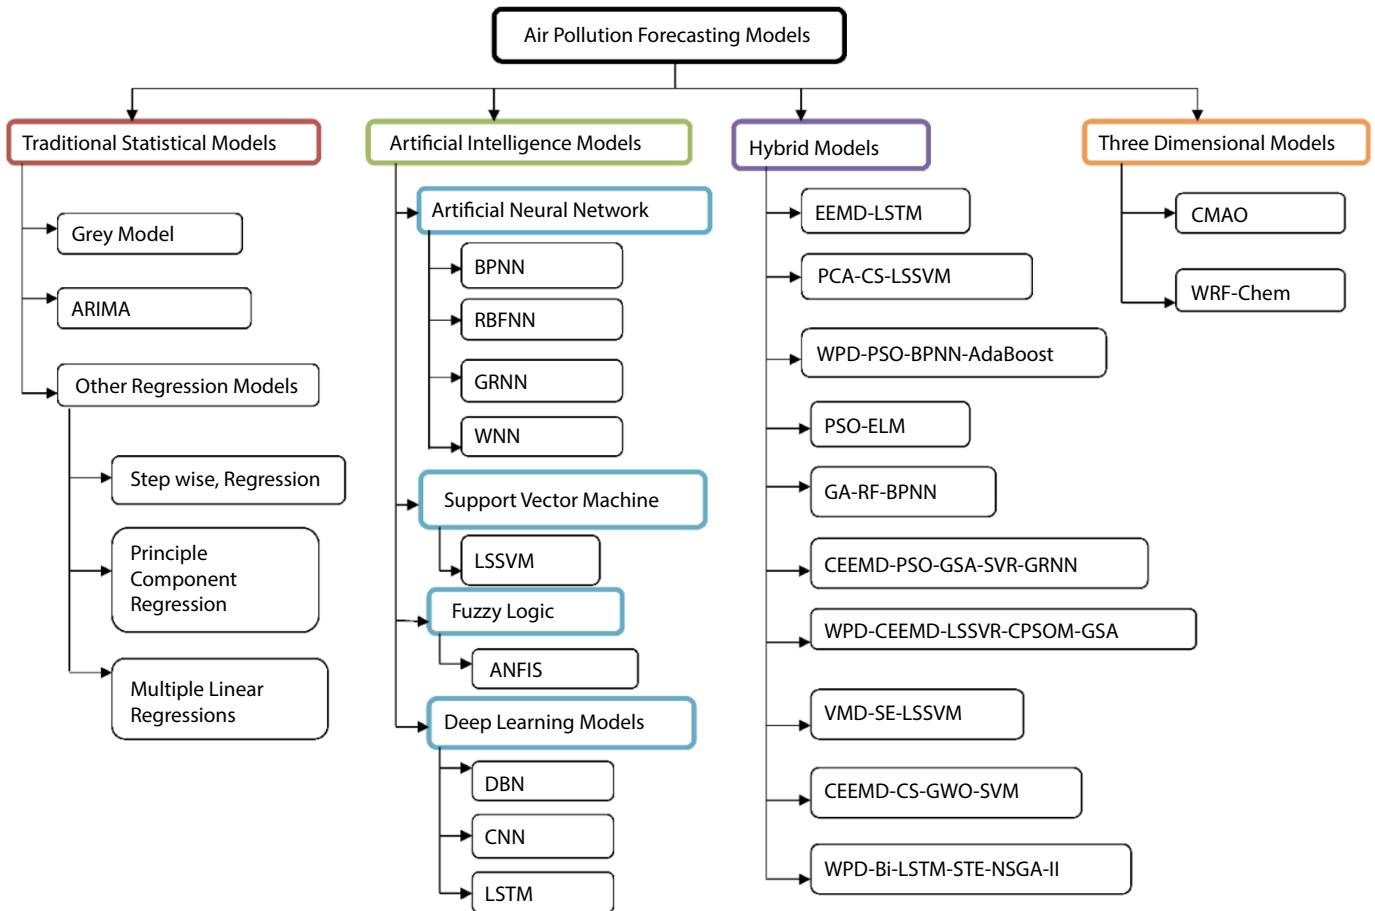 Air Pollution Forecasting Models
Traditional Statistical Models
Grey Model
ARIMA
Other Regression Models
Step wise, Regression
Principle
Component
Regression
Multiple Linear
Regressions
Artificial Intelligence Models
Artificial Neural Network
BPNN
RBFNN
GRNN
WNN
Support Vector Machine
LSSVM
Fuzzy Logic
ANFIS
Deep Learning Models
DBN
CNN
LSTM
Hybrid Models
EEMD-LSTM
PCA-CS-LSSVM
WPD-PSO-BPNN-AdaBoost
PSO-ELM
GA-RF-BPNN
CEEMD-PSO-GSA-SVR-GRNN
WPD-CEEMD-LSSVR-CPSOM-GSA
VMD-SE-LSSVM
CEEMD-CS-GWO-SVM
WPD-Bi-LSTM-STE-NSGA-II
Three Dimensional Models
CMAO
WRF-Chem